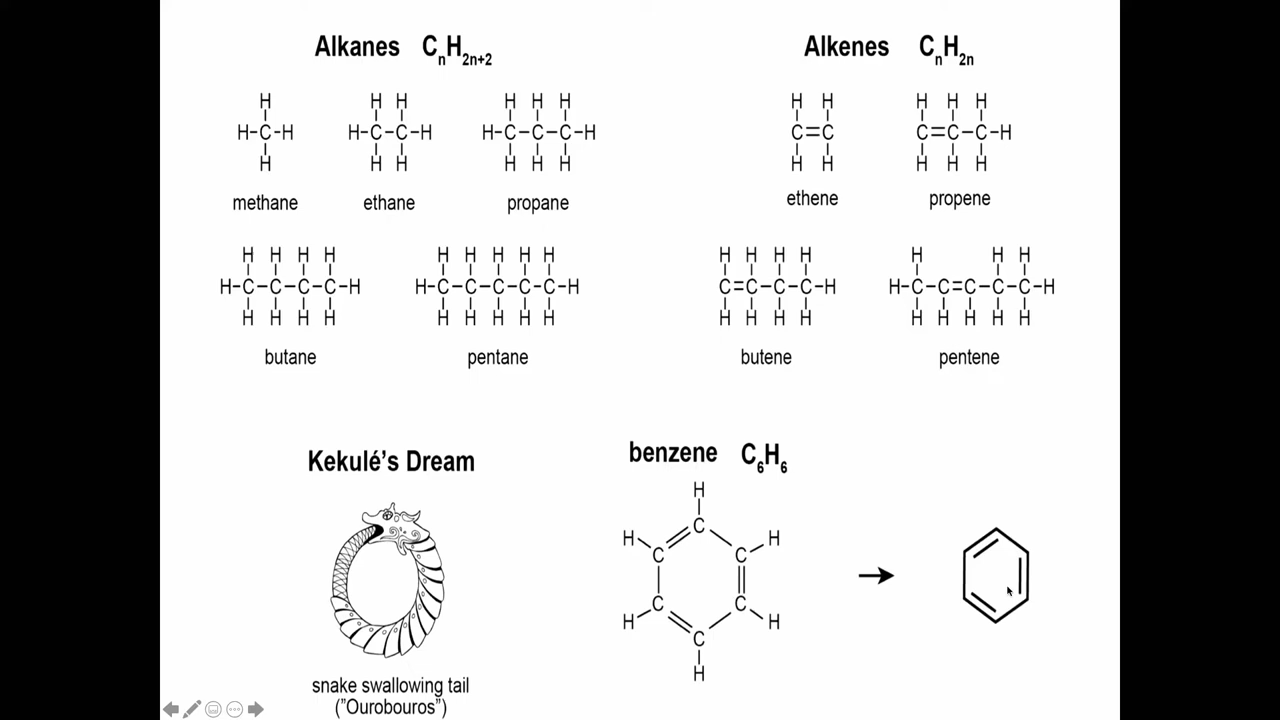 Alkanes CnH2n+2
Alkenes CnH2n
H
H–C–H
H
methane
H H
H–C–C–H
H H
ethane
H H H
H–C–C–C–H
H H H
propane
H H
C=C
H H
ethene
H H H
C=C–C–H
H H H
propene
H H H H
H–C–C–C–C–H
H H H H
butane
H H H H H
H–C–C–C–C–C–H
H H H H H
pentane
H H H H
C=C–C–C–H
H H H H
butene
H H H
H–C–C=C–C–C–H
H H H H H
pentene
Kekulé’s Dream
snake swallowing tail
(”Ourobouros”)
benzene C6H6
H
H C H
C C
C C
H C H
H